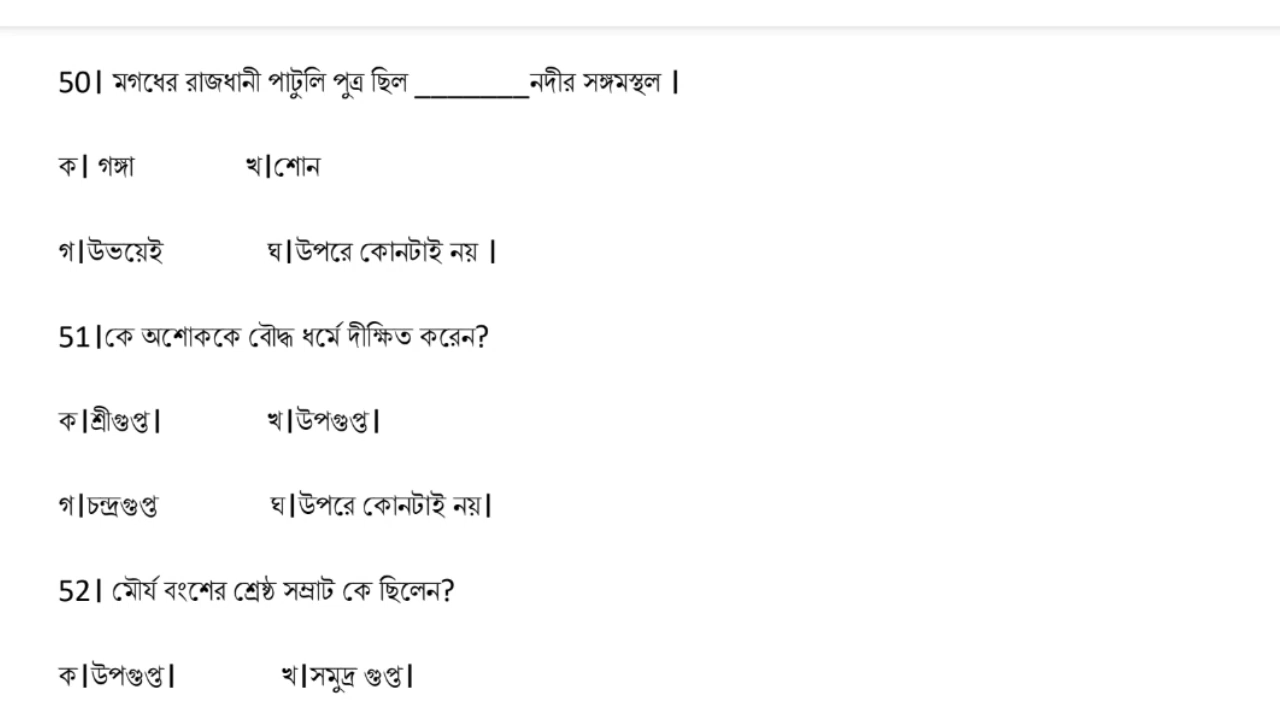 50| মগধের রাজধানী পাটুলি পুত্র ছিল ________নদীর সঙ্গমস্থল |
ক| গঙ্গা খ|শোন
গ|উভয়েই ঘ|উপরে কোনটাই নয় |
51|কে অশোককে বৌদ্ধ ধর্মে দীক্ষিত করেন?
ক|শ্রীগুপ্ত| খ|উপগুপ্ত|
গ|চন্দ্রগুপ্ত ঘ|উপরে কোনটাই নয়|
52| মৌর্য বংশের শ্রেষ্ঠ সম্রাট কে ছিলেন?
ক|উপগুপ্ত| খ|সমুদ্র গুপ্ত|